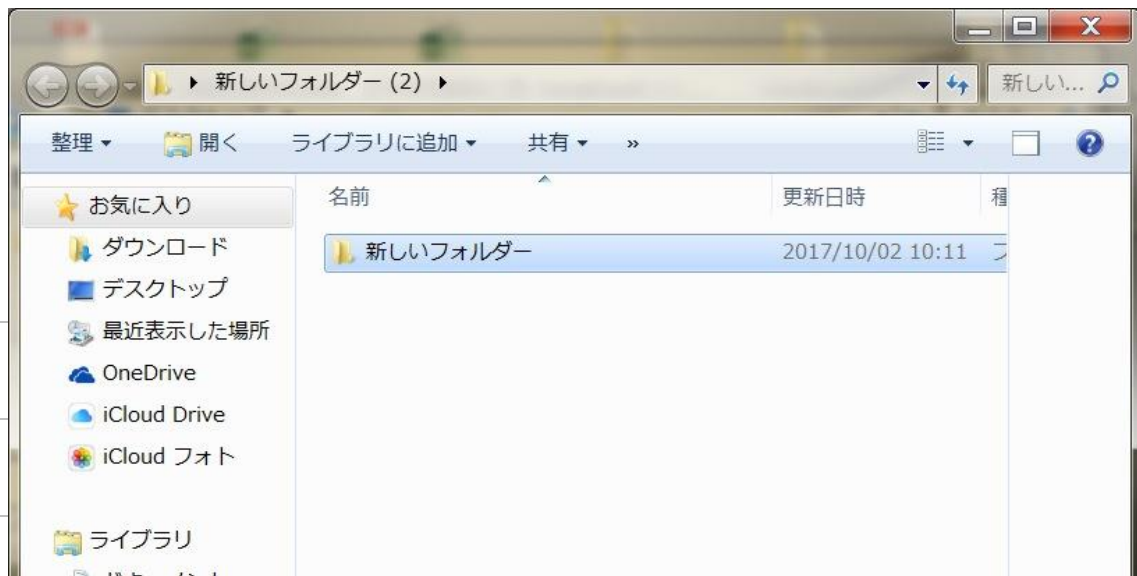 新しいフォルダー (2)
新しい...
整理 開く ライブラリに追加 共有 »
名前 更新日時 種
お気に入り
新しいフォルダー 2017/10/02 10:11 フ
ダウンロード
デスクトップ
最近表示した場所
OneDrive
iCloud Drive
iCloud フォト
ライブラリ